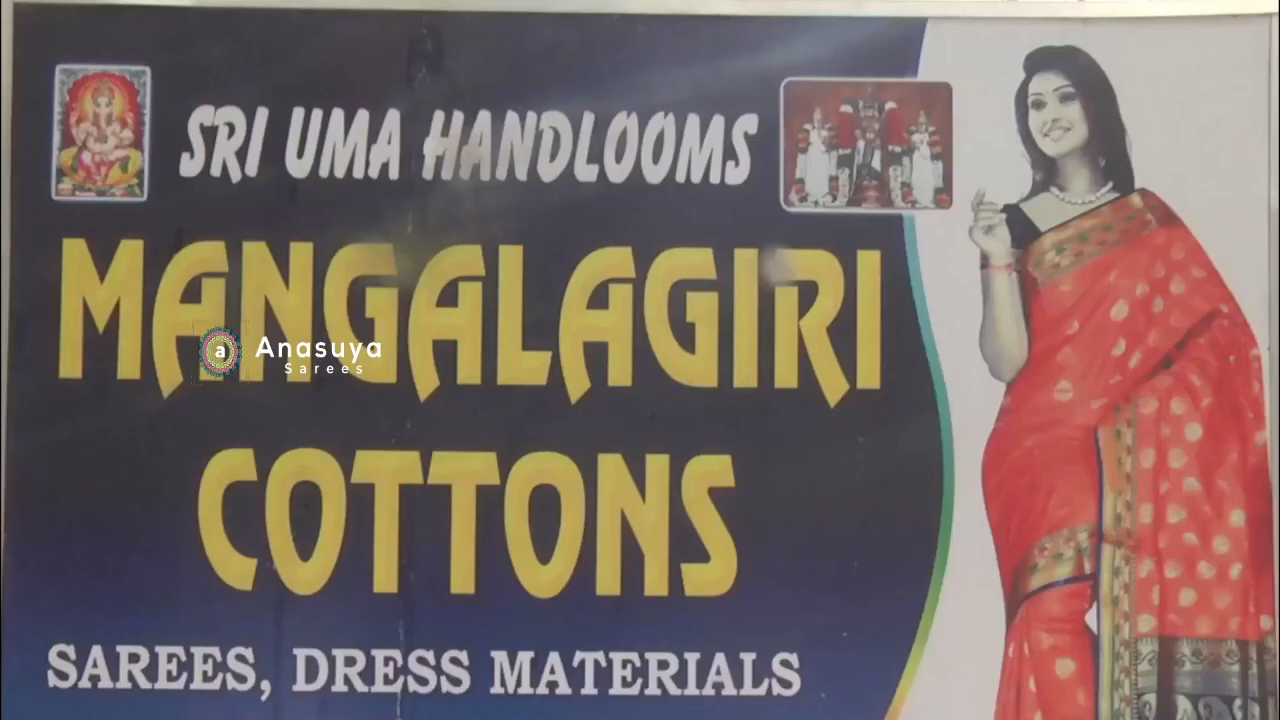 SRI UMA HANDLOOMS
MANGALAGIRI
a Anasuya
Sarees
COTTONS
SAREES, DRESS MATERIALS